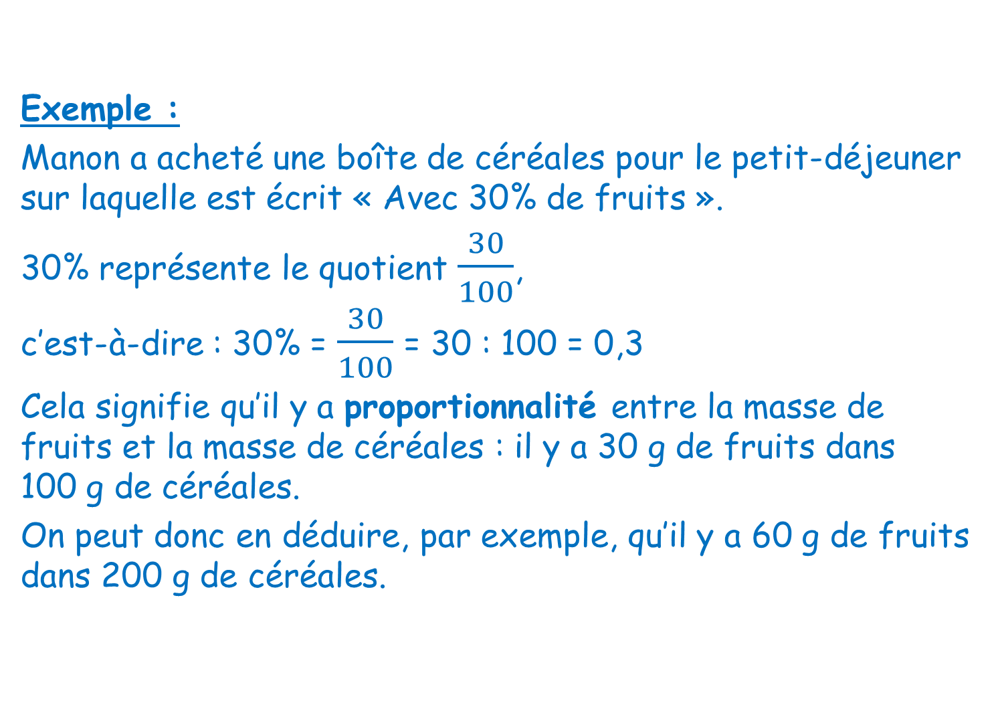 Exemple :
Manon a acheté une boîte de céréales pour le petit-déjeuner
sur laquelle est écrit « Avec 30% de fruits ».
30% représente le quotient 30/100,
c’est-à-dire : 30% = 30/100 = 30 : 100 = 0,3
Cela signifie qu’il y a proportionnalité entre la masse de
fruits et la masse de céréales : il y a 30 g de fruits dans
100 g de céréales.
On peut donc en déduire, par exemple, qu’il y a 60 g de fruits
dans 200 g de céréales.